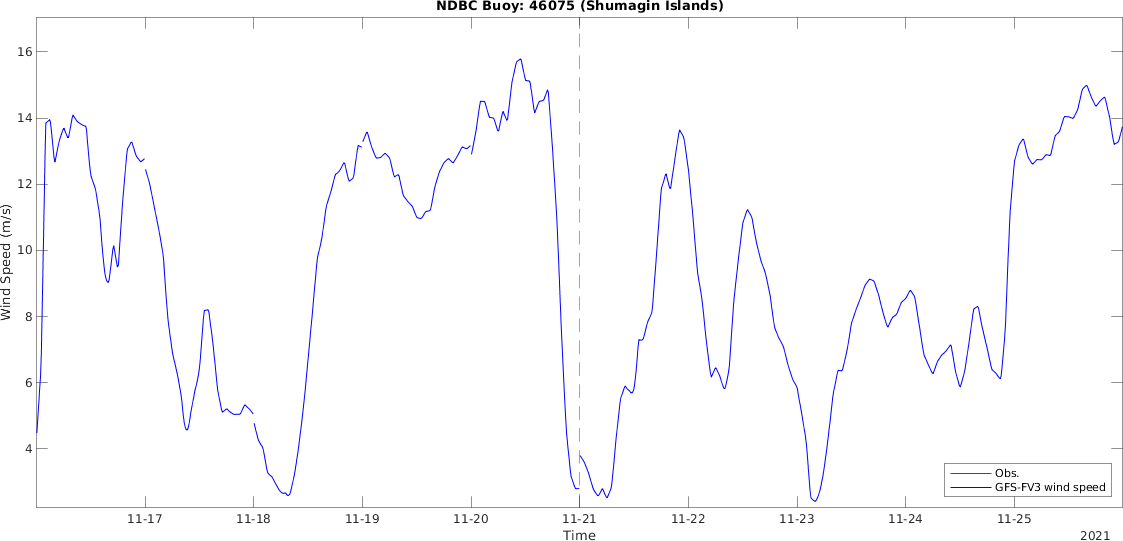 NDBC Buoy: 46075 (Shumagin Islands)
16
14
12
10
8
6
4
Wind Speed (m/s)
Obs.
GFS-FV3 wind speed
11-17 11-18 11-19 11-20 11-21 11-22 11-23 11-24 11-25
Time
2021